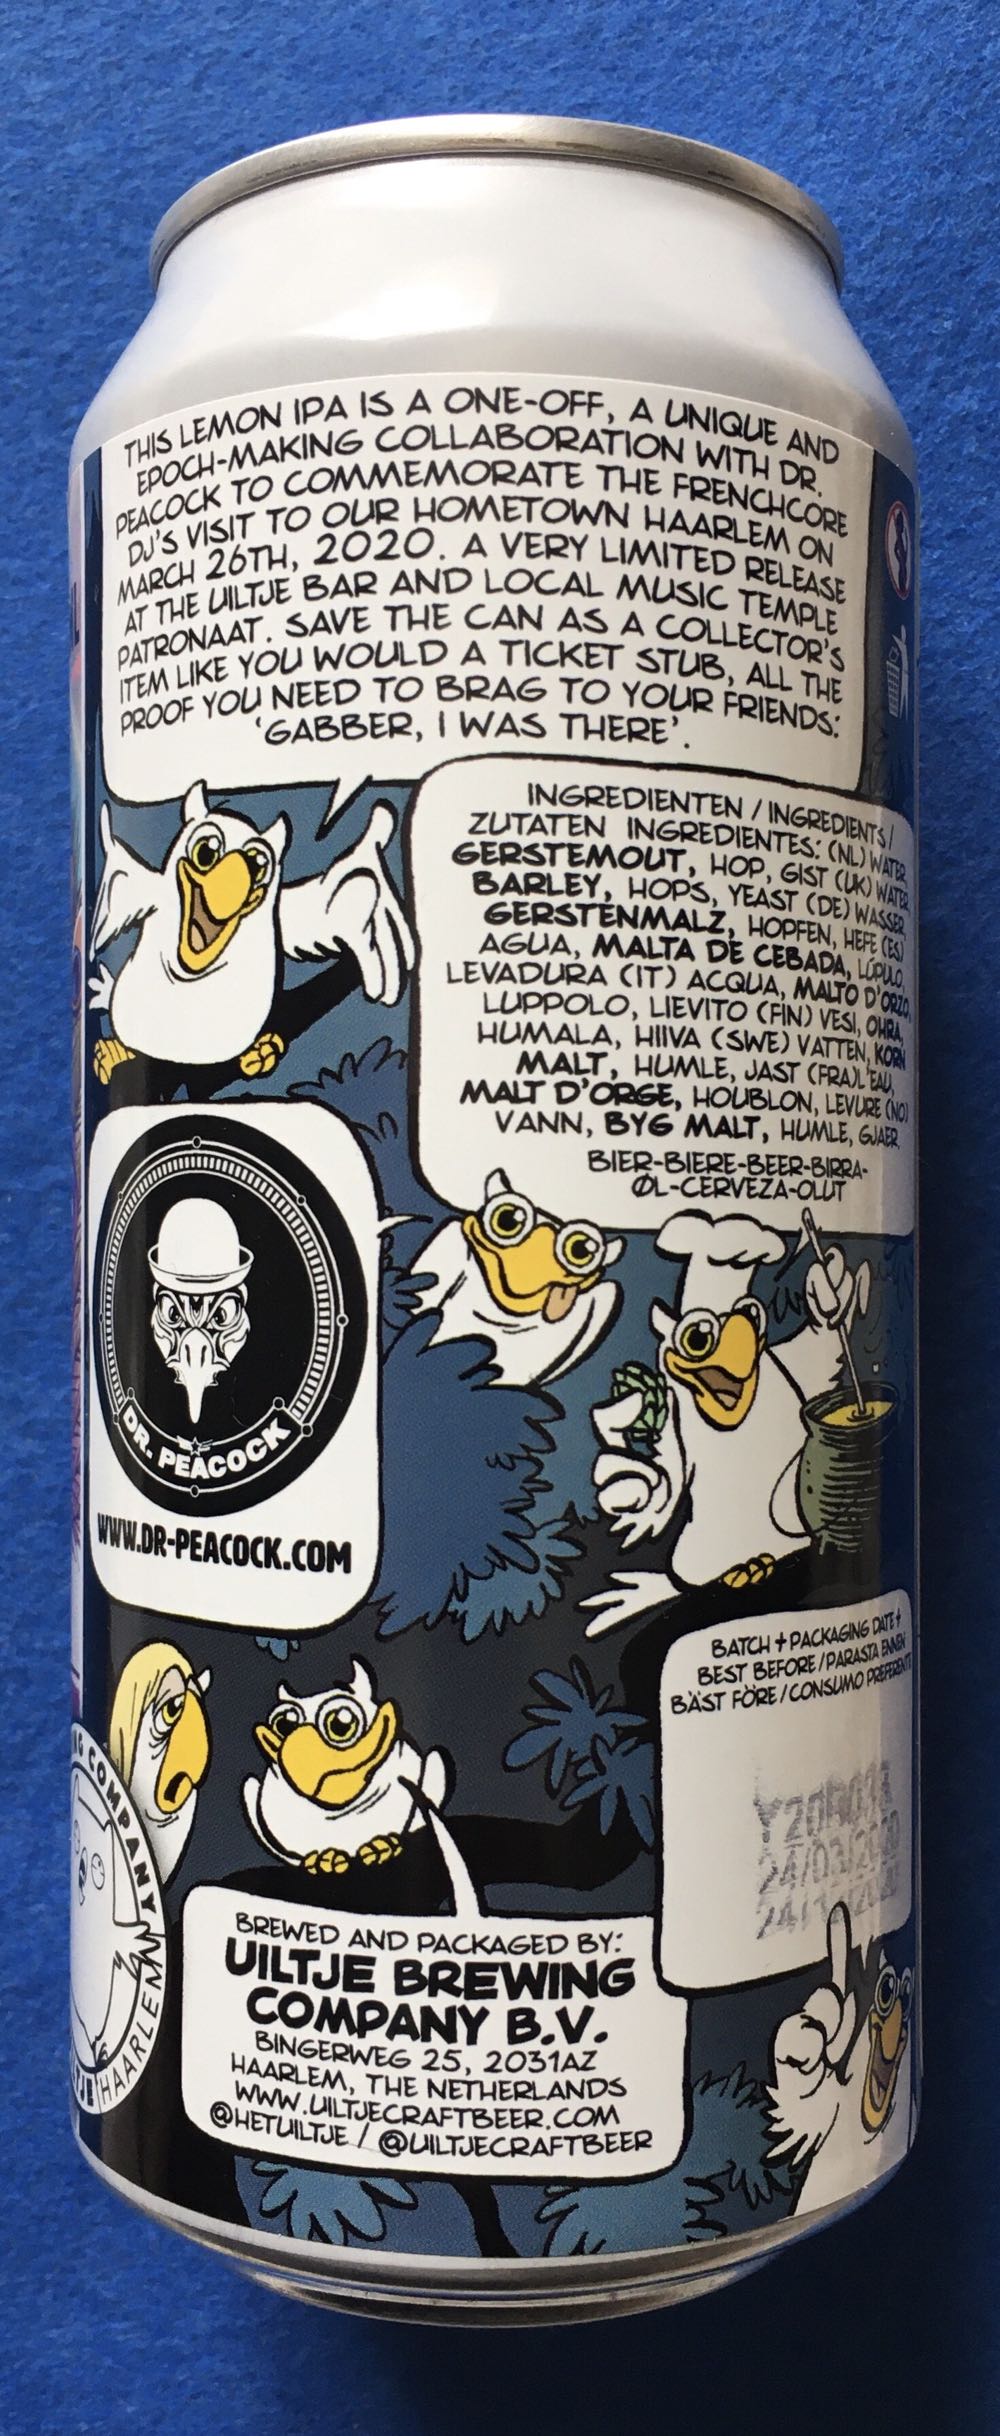 THIS LEMON IPA IS A ONE-OFF, A UNIQUE AND
EPOCH-MAKING COLLABORATION WITH DR.
PEACOCK TO COMMEMORATE THE FRENCHCORE
DJ'S VISIT TO OUR HOMETOWN HAARLEM ON
MARCH 26TH, 2020. A VERY LIMITED RELEASE
AT THE UILTJE BAR AND LOCAL MUSIC TEMPLE
PATRONAAT. SAVE THE CAN AS A COLLECTOR'S
ITEM LIKE YOU WOULD A TICKET STUB, ALL THE
PROOF YOU NEED TO BRAG TO YOUR FRIENDS:
'GABBER, I WAS THERE'.
INGREDIENTEN / INGREDIENTS/
ZUTATEN INGREDIENTES: (NL) WATER,
GERSTEMOUT, HOP, GIST (UK) WATER,
BARLEY, HOPS, YEAST (DE) WASSER,
GERSTENMALZ, HOPFEN, HEFE (ES)
AGUA, MALTA DE CEBADA, LÚPULO,
LEVADURA (IT) ACQUA, MALTO D'ORZO,
LUPPOLO, LIEVITO (FIN) VESI, OHRA,
HUMALA, HIIVA (SWE) VATTEN, KORN
MALT, HUMLE, JAST (FRA)L'EAU,
MALT D'ORGE, HOUBLON, LEVURE (NO)
VANN, BYG MALT, HUMLE, GJAER.
BIER-BIERE-BEER-BIRRA-
ØL-CERVEZA-OLUT
DR. PEACOCK
WWW.DR-PEACOCK.COM
BATCH + PACKAGING DATE +
BEST BEFORE/PARASTA ENNEN
BÄST FÖRE/CONSUMO PREFERENTE
24/03/2020
COMPANY
HAARLEM
BREWED AND PACKAGED BY:
UILTJE BREWING
COMPANY B.V.
BINGERWEG 25, 2031AZ
HAARLEM, THE NETHERLANDS
WWW.UILTJECRAFTBEER.COM
@HETUILTJE / @UILTJECRAFTBEER